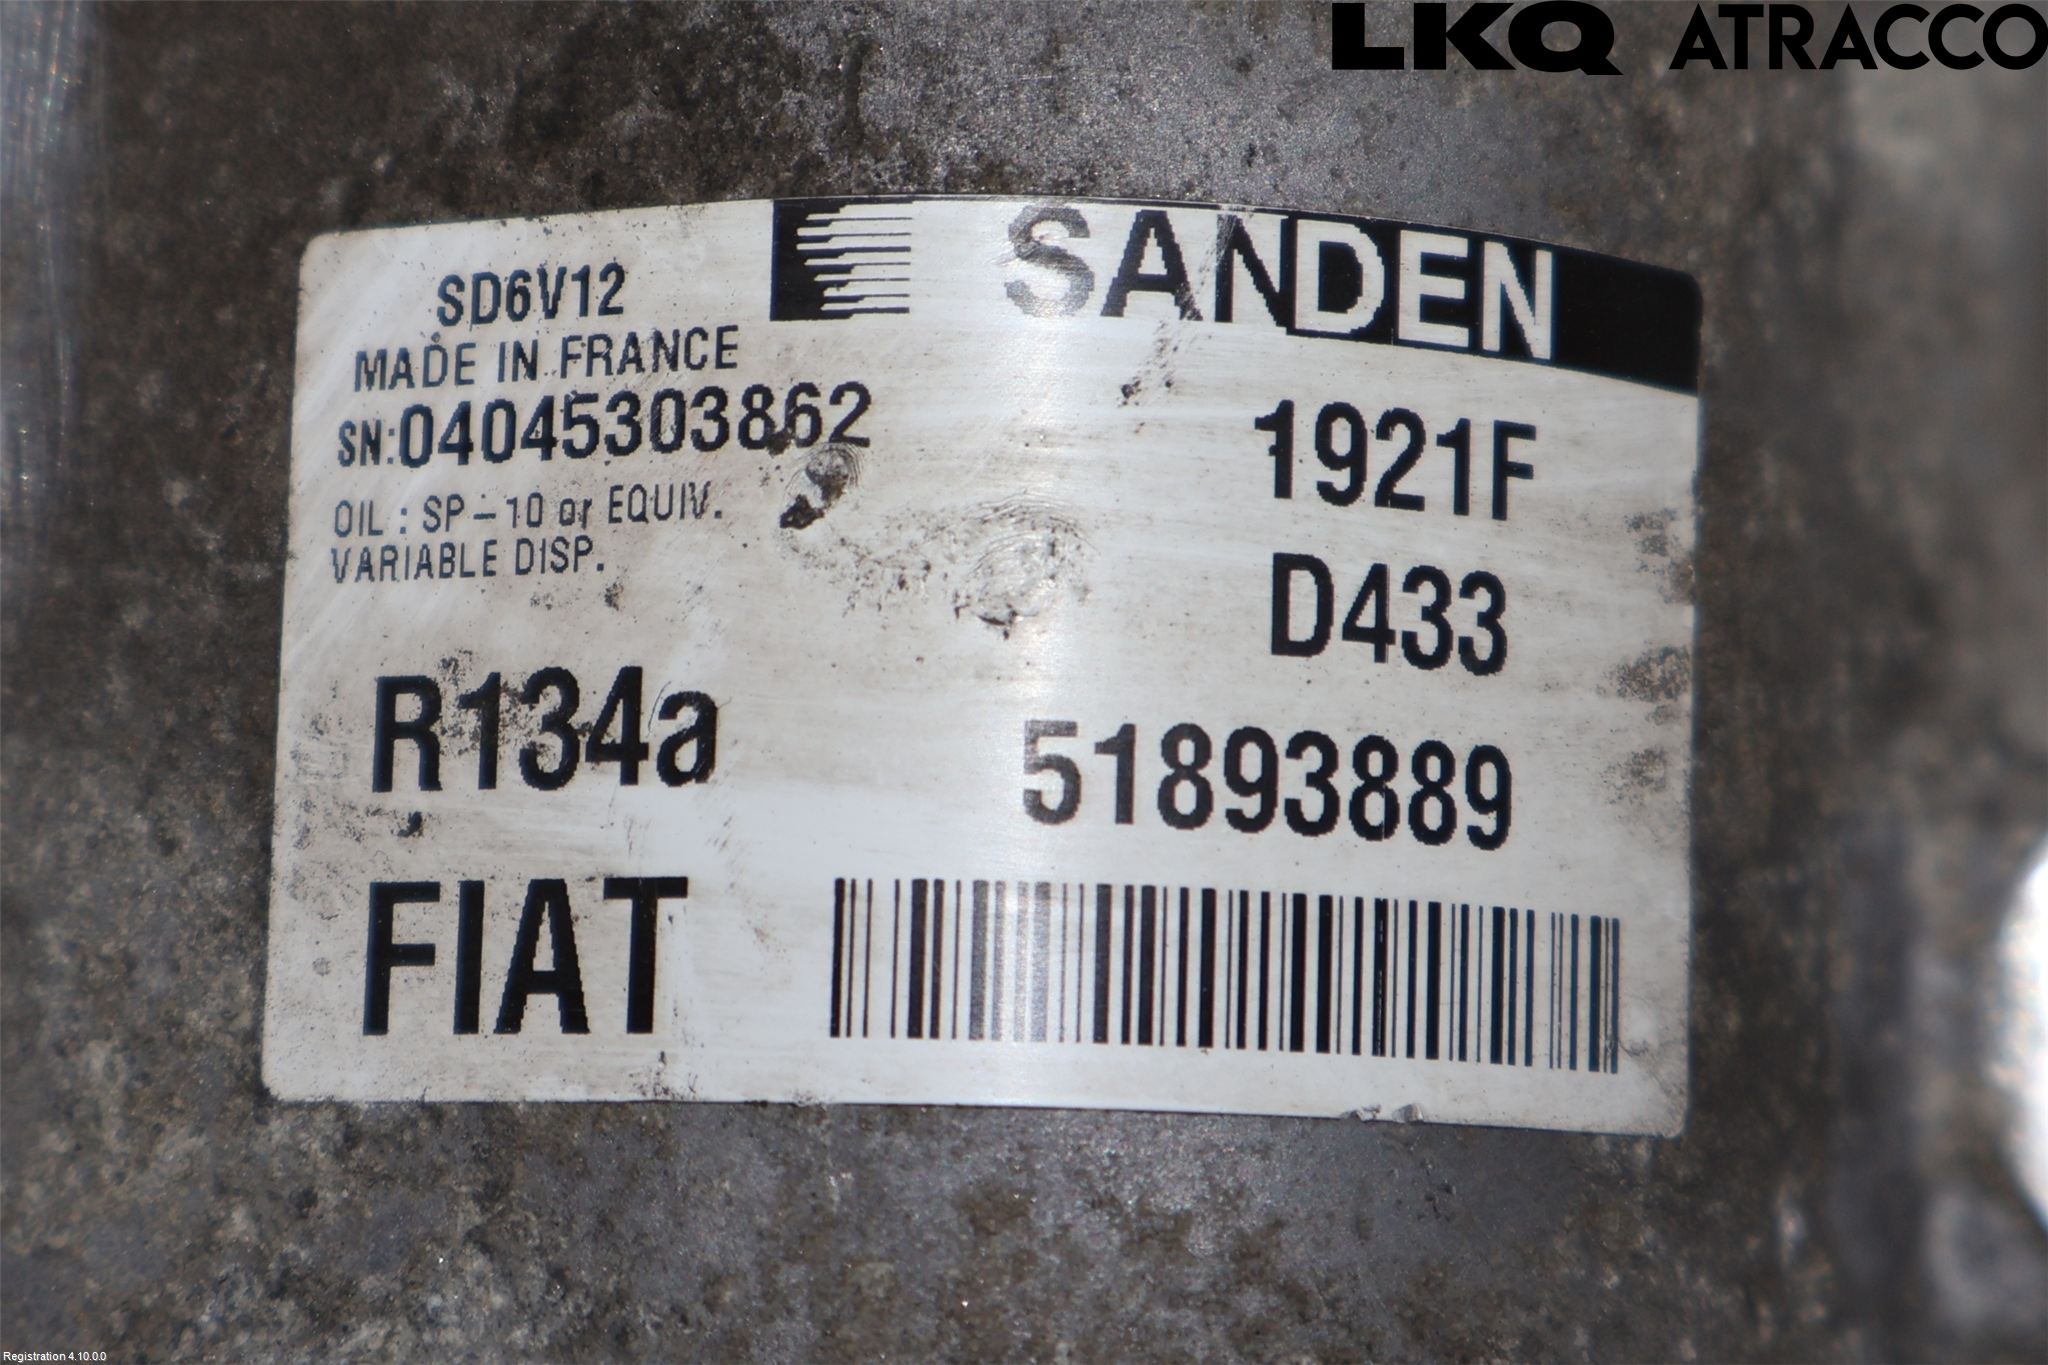 LKQ ATRACCO
SANDEN
SD6V12
MADE IN FRANCE
SN:04045303862
1921F
OIL : SP-10 or EQUIV.
VARIABLE DISP.
D433
R134a
51893889
FIAT
Registration 4.10.0.0